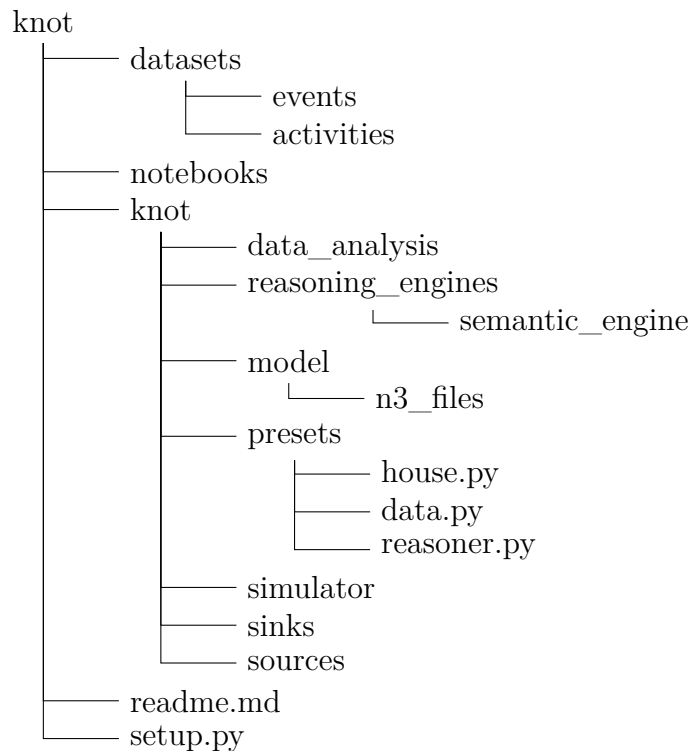 knot
datasets
events
activities
notebooks
knot
data_analysis
reasoning_engines
semantic_engine
model
n3_files
presets
house.py
data.py
reasoner.py
simulator
sinks
sources
readme.md
setup.py